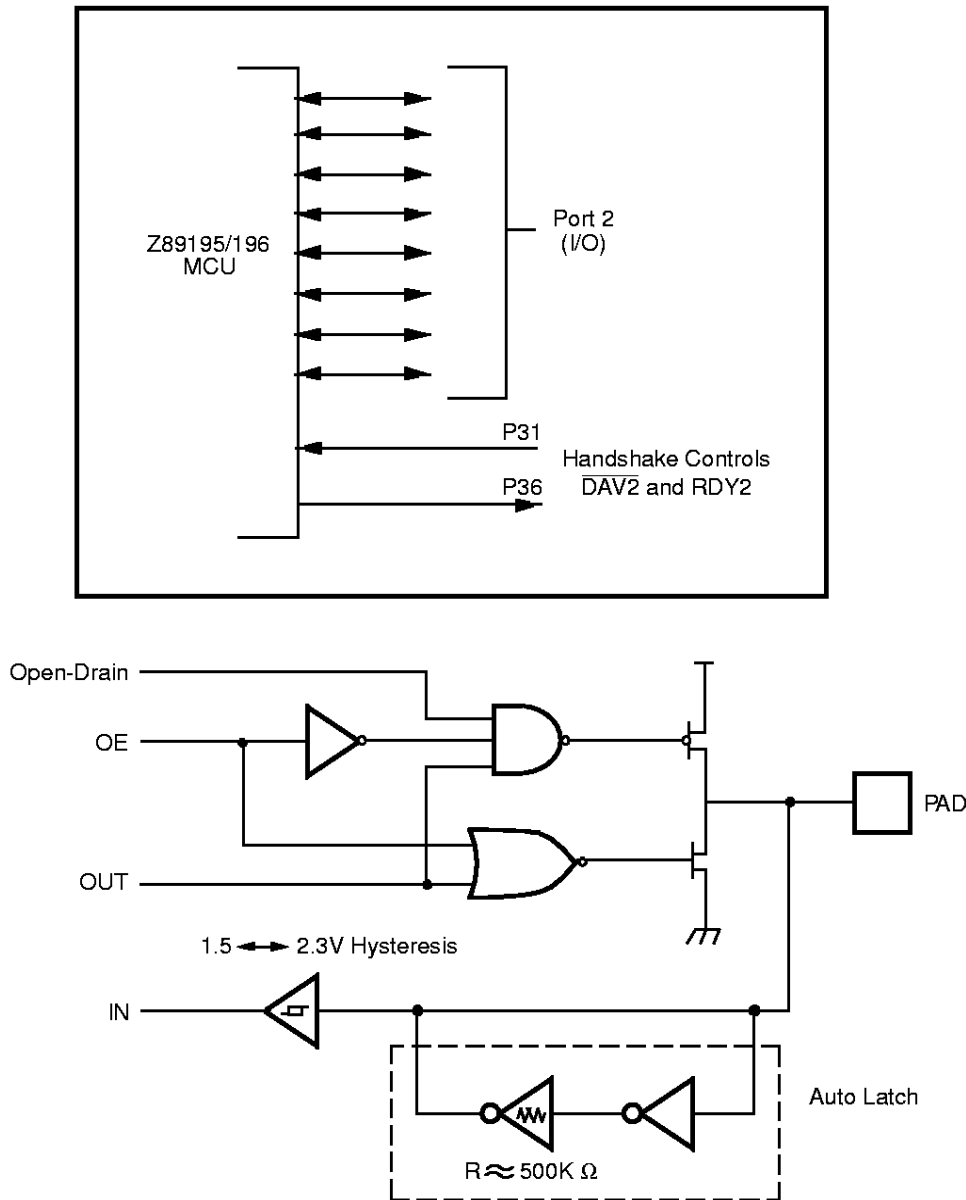 Z89195/196
MCU
Port 2
(I/O)
P31
P36
Handshake Controls
D̅A̅V̅2̅ and RDY2
Open-Drain
OE
OUT
PAD
1.5 ↔ 2.3V Hysteresis
IN
Auto Latch
R ≈ 500K Ω